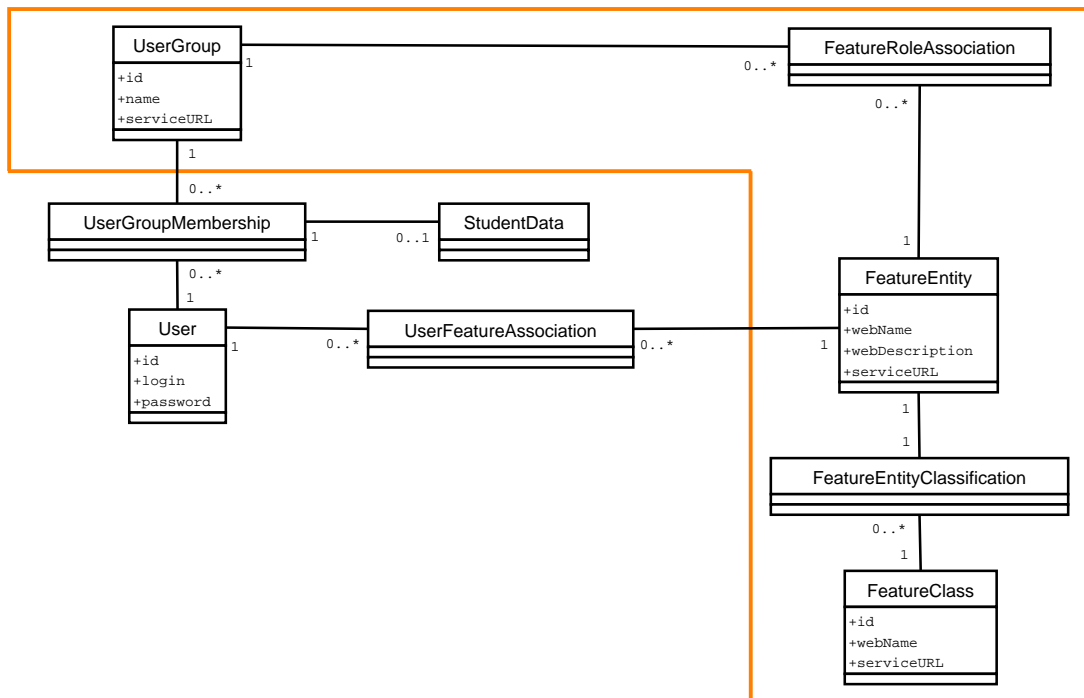 UserGroup
+id
+name
+serviceURL
1
0..*
FeatureRoleAssociation
0..*
1
1
0..*
UserGroupMembership
1
0..1
StudentData
0..*
1
User
+id
+login
+password
1
0..*
UserFeatureAssociation
0..*
1
FeatureEntity
+id
+webName
+webDescription
+serviceURL
1
1
FeatureEntityClassification
0..*
1
FeatureClass
+id
+webName
+serviceURL